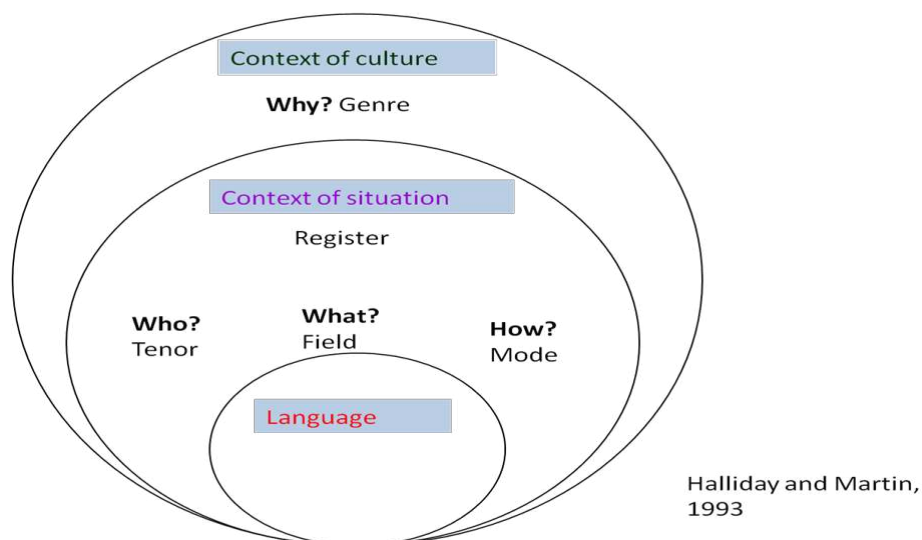 Context of culture
Why? Genre
Context of situation
Register
Who?
Tenor
What?
Field
How?
Mode
Language
Halliday and Martin,
1993